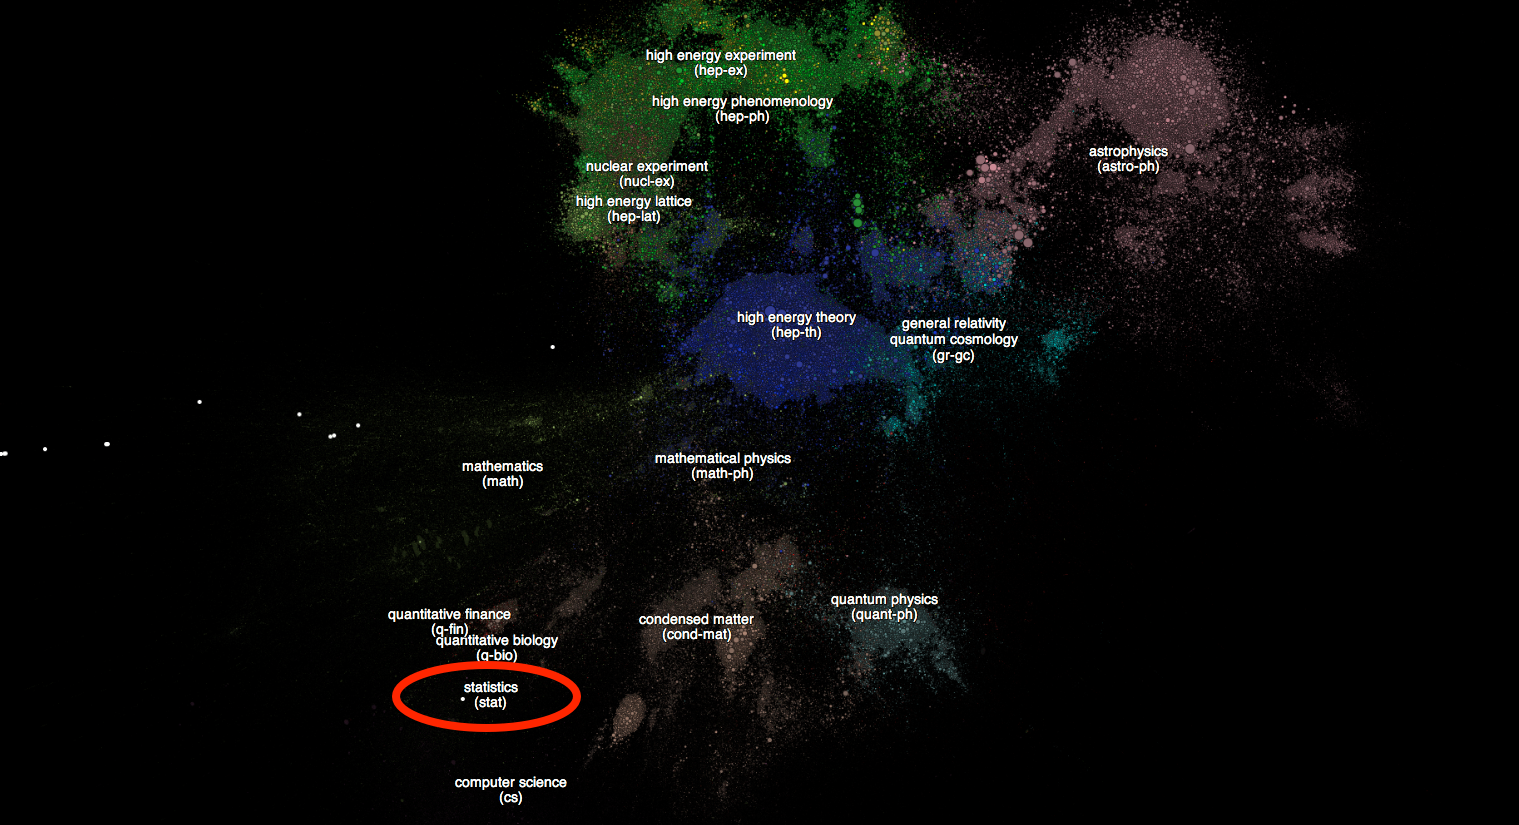 high energy experiment
(hep-ex)
high energy phenomenology
(hep-ph)
astrophysics
(astro-ph)
nuclear experiment
(nucl-ex)
high energy lattice
(hep-lat)
high energy theory
(hep-th)
general relativity
quantum cosmology
(gr-gc)
mathematics
(math)
mathematical physics
(math-ph)
quantitative finance
(q-fin)
quantitative biology
(q-bio)
condensed matter
(cond-mat)
quantum physics
(quant-ph)
statistics
(stat)
computer science
(cs)